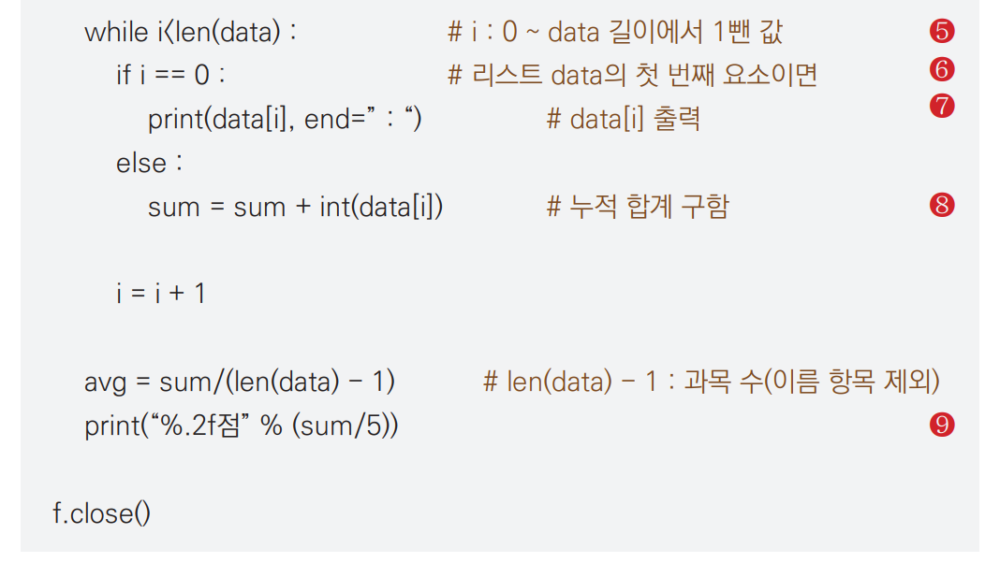 while i<len(data) : # i : 0 ~ data 길이에서 1뺀 값 ❺
if i == 0 : # 리스트 data의 첫 번째 요소이면 ❻
print(data[i], end=” : “) # data[i] 출력 ❼
else :
sum = sum + int(data[i]) # 누적 합계 구함 ❽
i = i + 1
avg = sum/(len(data) - 1) # len(data) - 1 : 과목 수(이름 항목 제외)
print(“%.2f점” % (sum/5)) ❾
f.close()